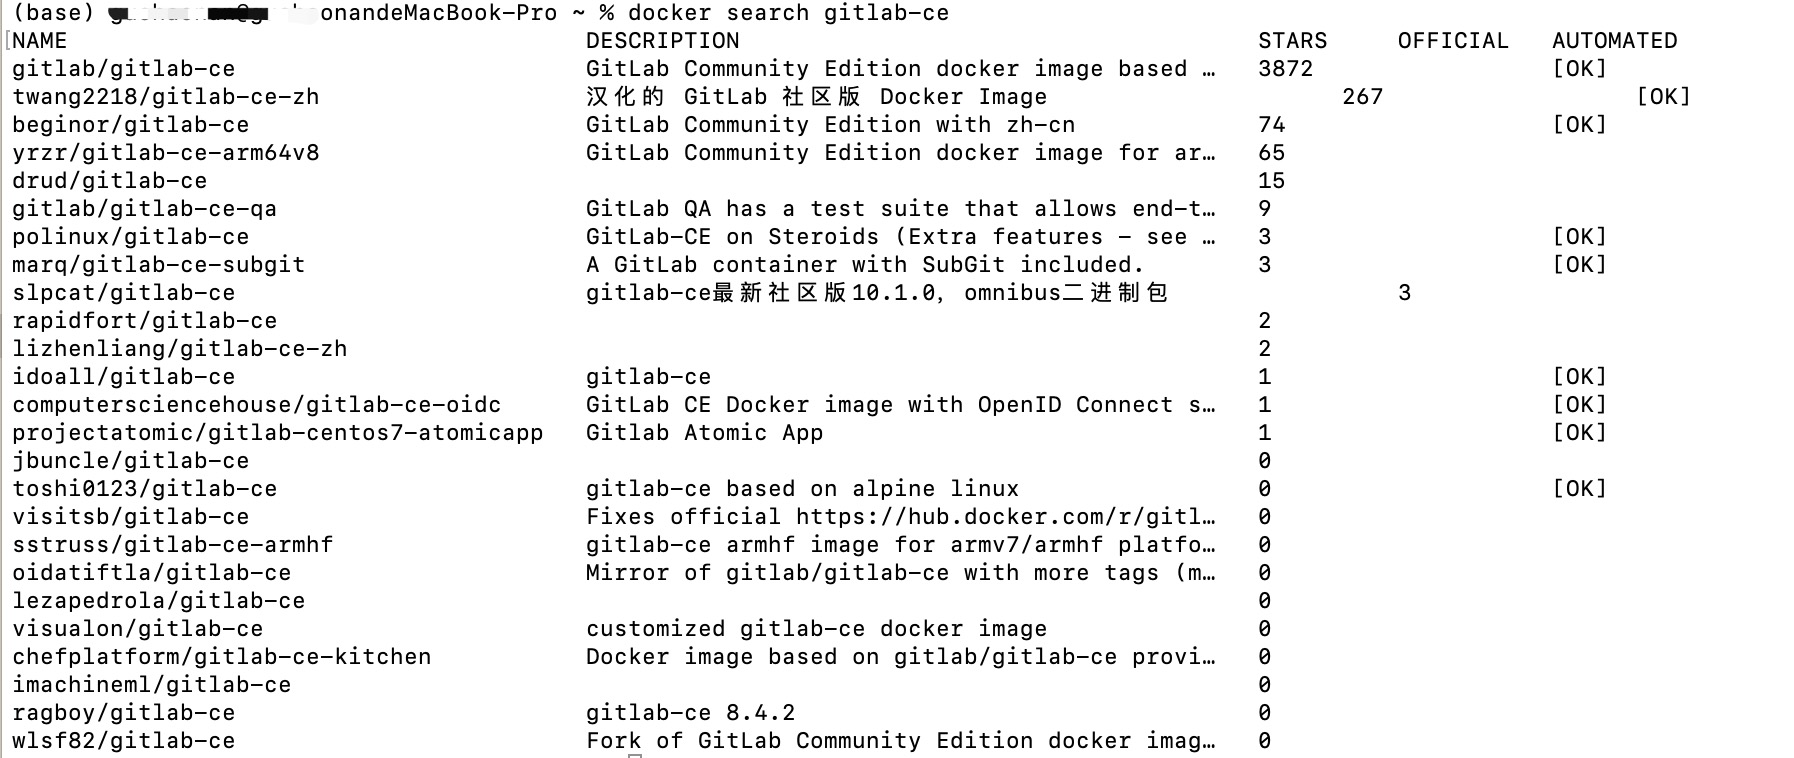 (base) onandeMacBook-Pro ~ % docker search gitlab-ce
NAME DESCRIPTION STARS OFFICIAL AUTOMATED
gitlab/gitlab-ce GitLab Community Edition docker image based … 3872 [OK]
twang2218/gitlab-ce-zh 汉化的 GitLab 社区版 Docker Image 267 [OK]
beginor/gitlab-ce GitLab Community Edition with zh-cn 74 [OK]
yrzr/gitlab-ce-arm64v8 GitLab Community Edition docker image for ar… 65
drud/gitlab-ce 15
gitlab/gitlab-ce-qa GitLab QA has a test suite that allows end-t… 9
polinux/gitlab-ce GitLab-CE on Steroids (Extra features - see … 3 [OK]
marq/gitlab-ce-subgit A GitLab container with SubGit included. 3 [OK]
slpcat/gitlab-ce gitlab-ce最新社区版10.1.0, omnibus二进制包 3
rapidfort/gitlab-ce 2
lizhenliang/gitlab-ce-zh 2
idoall/gitlab-ce gitlab-ce 1 [OK]
computersciencehouse/gitlab-ce-oidc GitLab CE Docker image with OpenID Connect s… 1 [OK]
projectatomic/gitlab-centos7-atomicapp Gitlab Atomic App 1 [OK]
jbuncle/gitlab-ce 0
toshi0123/gitlab-ce gitlab-ce based on alpine linux 0 [OK]
visitsb/gitlab-ce Fixes official https://hub.docker.com/r/gitl… 0
sstruss/gitlab-ce-armhf gitlab-ce armhf image for armv7/armhf platfo… 0
oidatiftla/gitlab-ce Mirror of gitlab/gitlab-ce with more tags (m… 0
lezapedrola/gitlab-ce 0
visualon/gitlab-ce customized gitlab-ce docker image 0
chefplatform/gitlab-ce-kitchen Docker image based on gitlab/gitlab-ce provi… 0
imachineml/gitlab-ce 0
ragboy/gitlab-ce gitlab-ce 8.4.2 0
wlsf82/gitlab-ce Fork of GitLab Community Edition docker imag… 0